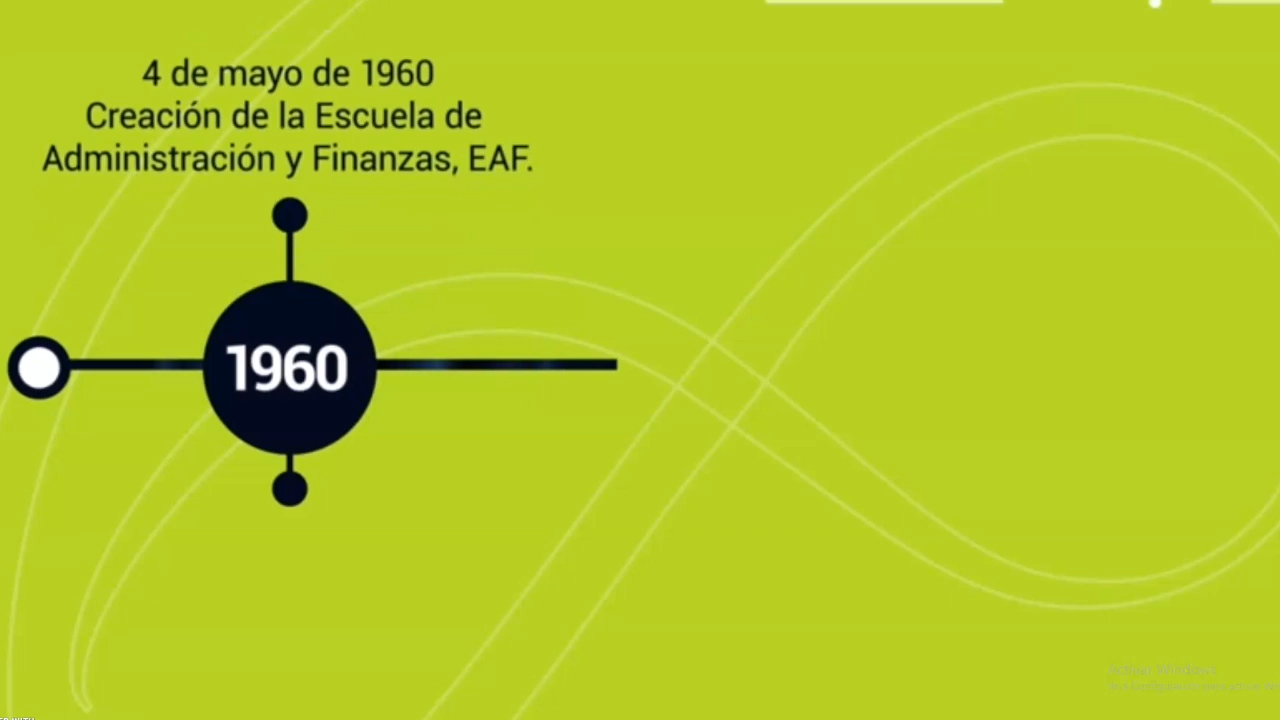 4 de mayo de 1960
Creación de la Escuela de
Administración y Finanzas, EAF.
1960